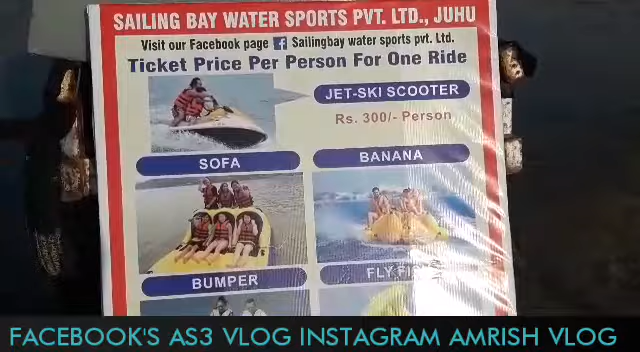 SAILING BAY WATER SPORTS PVT. LTD., JUHU
Visit our Facebook page f Sailingbay water sports pvt. Ltd.
Ticket Price Per Person For One Ride
JET-SKI SCOOTER
Rs. 300/- Person
SOFA
BANANA
BUMPER
FLY
FACEBOOK'S AS3 VLOG INSTAGRAM AMRISH VLOG